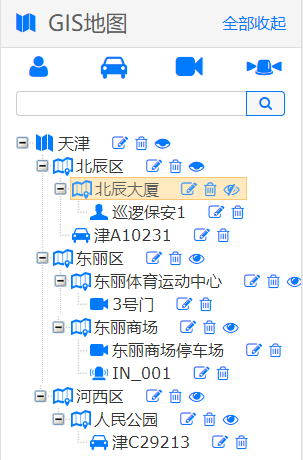 GIS地图 全部收起
天津
北辰区
北辰大厦
巡逻保安1
津A10231
东丽区
东丽体育运动中心
3号门
东丽商场
东丽商场停车场
IN_001
河西区
人民公园
津C29213